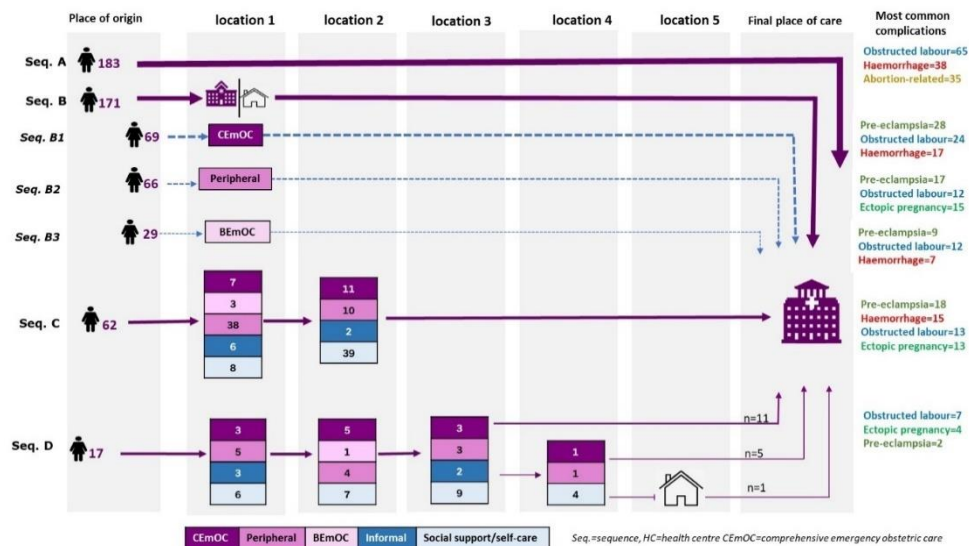 Place of origin location 1 location 2 location 3 location 4 location 5 Final place of care Most common complications
Seq. A 183
Obstructed labour=65
Haemorrhage=38
Abortion-related=35
Seq. B 171
Seq. B1 69 CEmOC
Pre-eclampsia=28
Obstructed labour=24
Haemorrhage=17
Seq. B2 66 Peripheral
Pre-eclampsia=17
Obstructed labour=12
Ectopic pregnancy=15
Seq. B3 29 BEmOC
Pre-eclampsia=9
Obstructed labour=12
Haemorrhage=7
Seq. C 62
7
3
38
6
8
11
10
2
39
Pre-eclampsia=18
Haemorrhage=15
Obstructed labour=13
Ectopic pregnancy=13
Seq. D 17
3
5
3
6
5
1
4
7
3
3
2
9
1
1
4
n=11
n=5
n=1
Obstructed labour=7
Ectopic pregnancy=4
Pre-eclampsia=2
CEmOC Peripheral BEmOC Informal Social support/self-care
Seq.=sequence, HC=health centre CEmOC=comprehensive emergency obstetric care